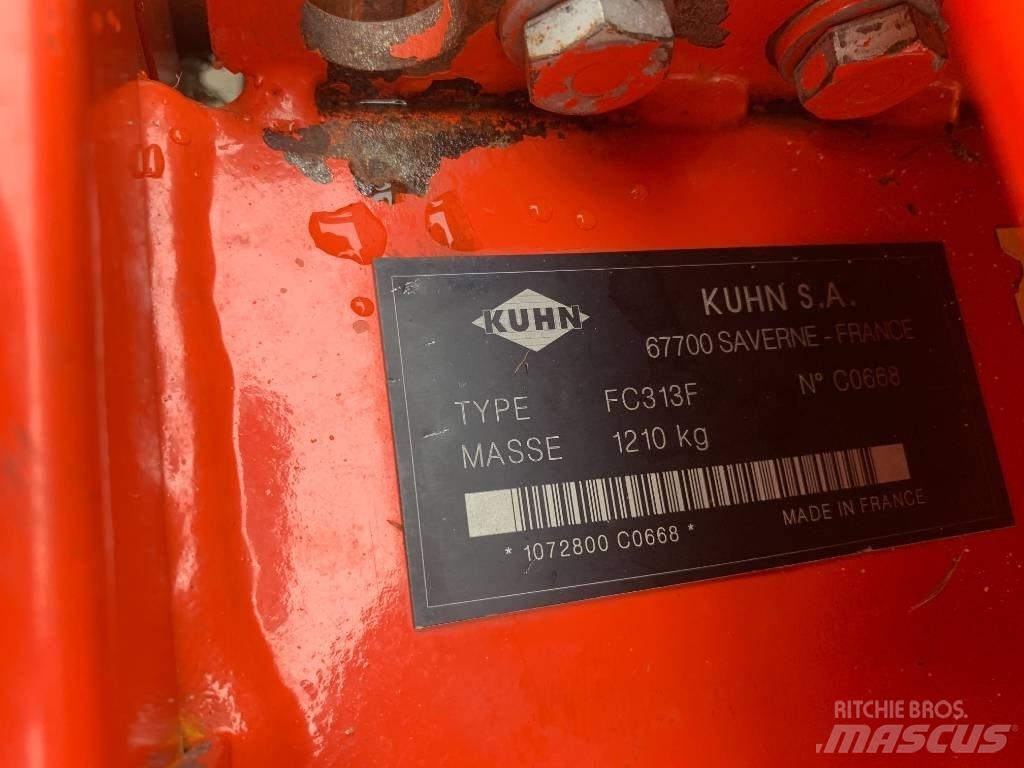 KUHN
KUHN S.A.
67700 SAVERNE - FRANCE
TYPE FC313F N° C0668
MASSE 1210 kg
* 1072800 C0668 *
MADE IN FRANCE
RITCHIE BROS.
MASCUS